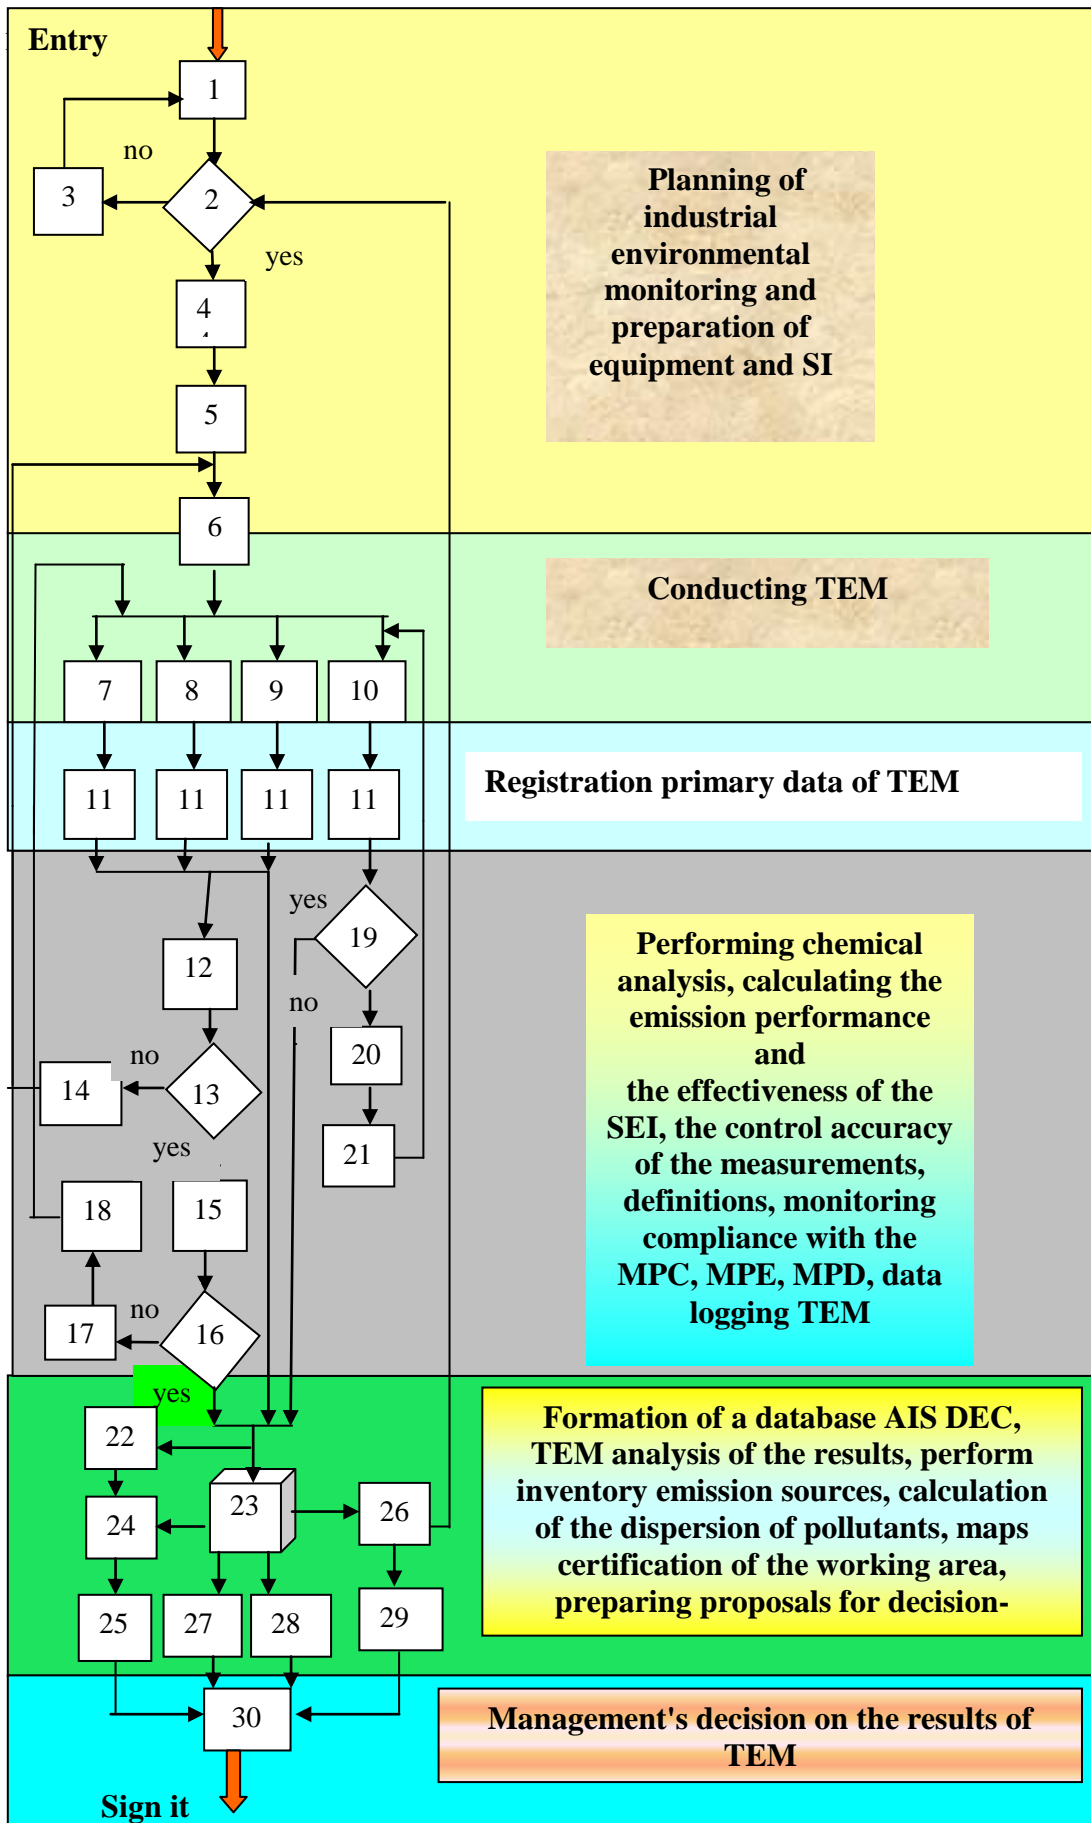 Entry
1
no
3
2
yes
4
5
6
Planning of
industrial
environmental
monitoring and
preparation of
equipment and SI
Conducting TEM
7 8 9 10
Registration primary data of TEM
11 11 11 11
yes
19
12
no
20
no
14
13
yes
21
18
15
no
17
16
Performing chemical
analysis, calculating the
emission performance
and
the effectiveness of the
SEI, the control accuracy
of the measurements,
definitions, monitoring
compliance with the
MPC, MPE, MPD, data
logging TEM
yes
22
23
24
26
25
27
28
29
Formation of a database AIS DEC,
TEM analysis of the results, perform
inventory emission sources, calculation
of the dispersion of pollutants, maps
certification of the working area,
preparing proposals for decision-
30
Management's decision on the results of
TEM
Sign it